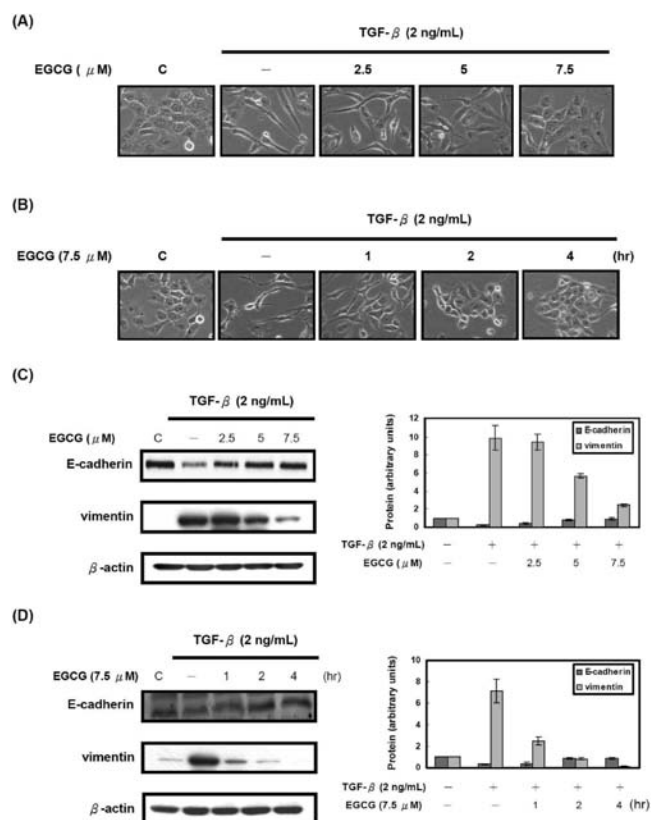 (A)
TGF-β (2 ng/mL)
EGCG ( μM) C — 2.5 5 7.5
(B)
TGF-β (2 ng/mL)
EGCG (7.5 μM) C — 1 2 4 (hr)
(C)
TGF-β (2 ng/mL)
EGCG ( μM) C — 2.5 5 7.5
E-cadherin
vimentin
β-actin
Protein (arbitrary units)
12
10
8
6
4
2
0
E-cadherin
vimentin
TGF-β (2 ng/mL) — + + + +
EGCG ( μM) — — 2.5 5 7.5
(D)
TGF-β (2 ng/mL)
EGCG (7.5 μM) C — 1 2 4 (hr)
E-cadherin
vimentin
β-actin
Protein (arbitrary units)
10
8
6
4
2
0
E-cadherin
vimentin
TGF-β (2 ng/mL) — + + + +
EGCG (7.5 μM) — — 1 2 4 (hr)